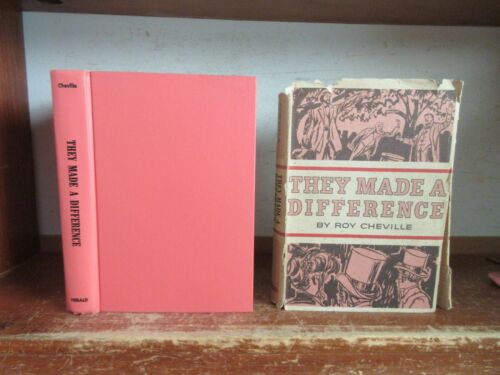 Cheville
THEY MADE A DIFFERENCE
HERALD
THEY MADE A
DIFFERENCE
BY ROY CHEVILLE